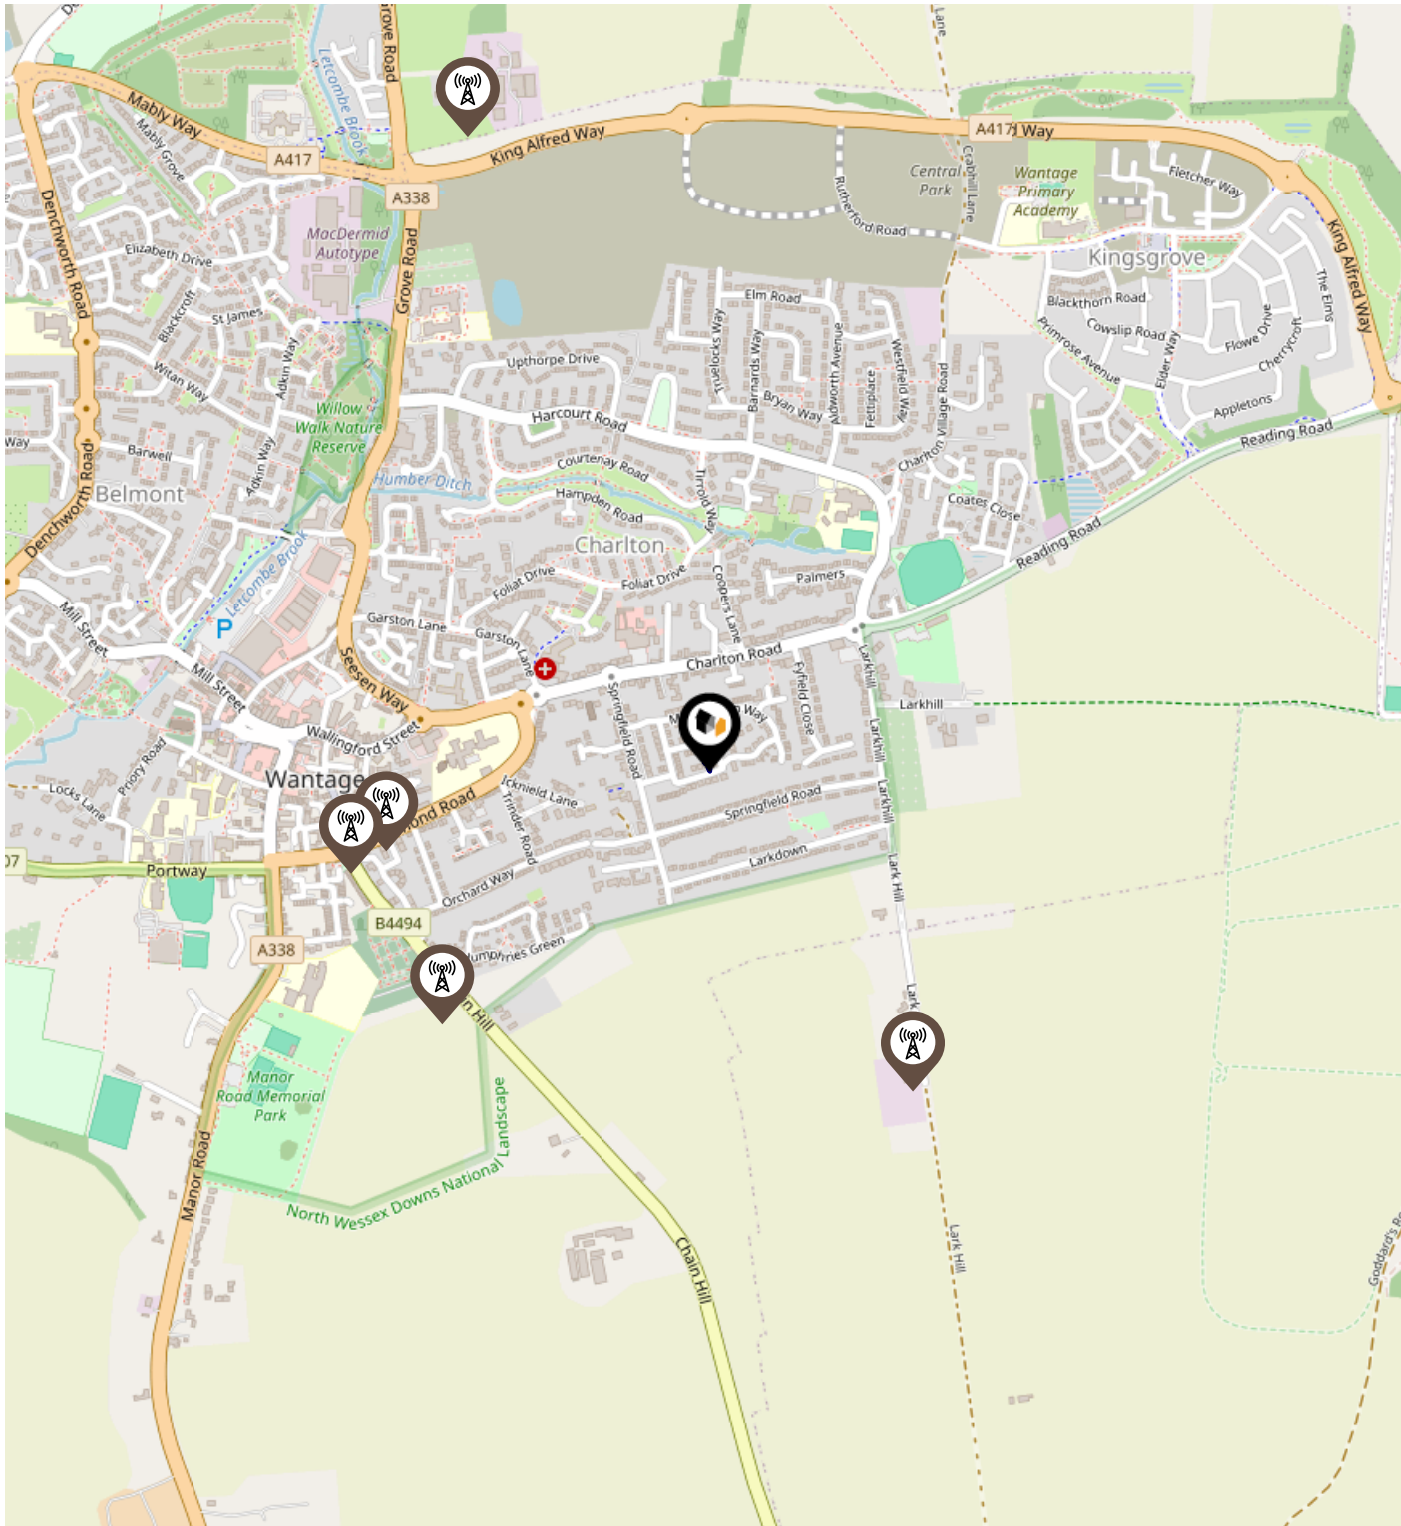 Grove Road
Lane
Letcombe Brook
Mably Way
Mably Grove
A417
King Alfred Way
A417
Way
Crabhill Lane
Central
Park
Wantage
Primary
Academy
Fletcher Way
A338
Rutherford Road
Denchworth Road
MacDermid
Autotype
Elizabeth Drive
Kingsgrove
King Alfred Way
Grove Road
The Elms
Blackcroft
St James
Elm Road
Blackthorn Road
Cowslip Road
Flowe Drive
Cherrycroft
Primrose Avenue
Elder Way
Truelocks Way
Barnards Way
Aldworth Avenue
Westfield Way
Fettiplace
Bryan Way
Upthorpe Drive
Witan Way
Adkin Way
Charlton Village Road
Appletons
Willow
Walk Nature
Reserve
Harcourt Road
Way
Barwell
Reading Road
Adkin Way
Courtenay Road
Denchworth Road
Belmont
Humber Ditch
Hampden Road
Tirrold Way
Coates Close
Charlton
Reading Road
Letcombe Brook
Foliat Drive
Foliat Drive
Palmers
Coopers Lane
Mill Street
P
Garston Lane
Garston Lane
Charlton Road
Mill Street
Seesen Way
Springfield Road
Fyfield Close
Larkhill
Larkhill
Larkhill
Way
Wallingford Street
Priory Road
Wantage
Locks Lane
Icknield Lane
Trinder Road
ond Road
Springfield Road
Larkhill
07
Portway
Orchard Way
Larkdown
Lark Hill
B4494
A338
Humphries Green
n Hill
Lark
Manor
Road Memorial
Park
North Wessex Downs National Landscape
Manor Road
Chain Hill
Lark Hill
Goddard's R